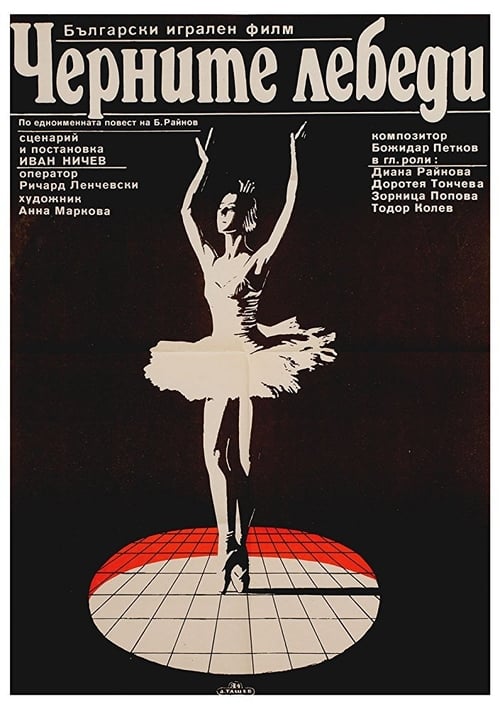 Български игрален филм
Черните лебеди
По едноименната повест на Б. Райнов
сценарий
и постановка
ИВАН НИЧЕВ
оператор
Ричард Ленчевски
художник
Анна Маркова
композитор
Божидар Петков
в гл. роли :
Диана Райнова
Доротея Тончева
Зорница Попова
Тодор Колев